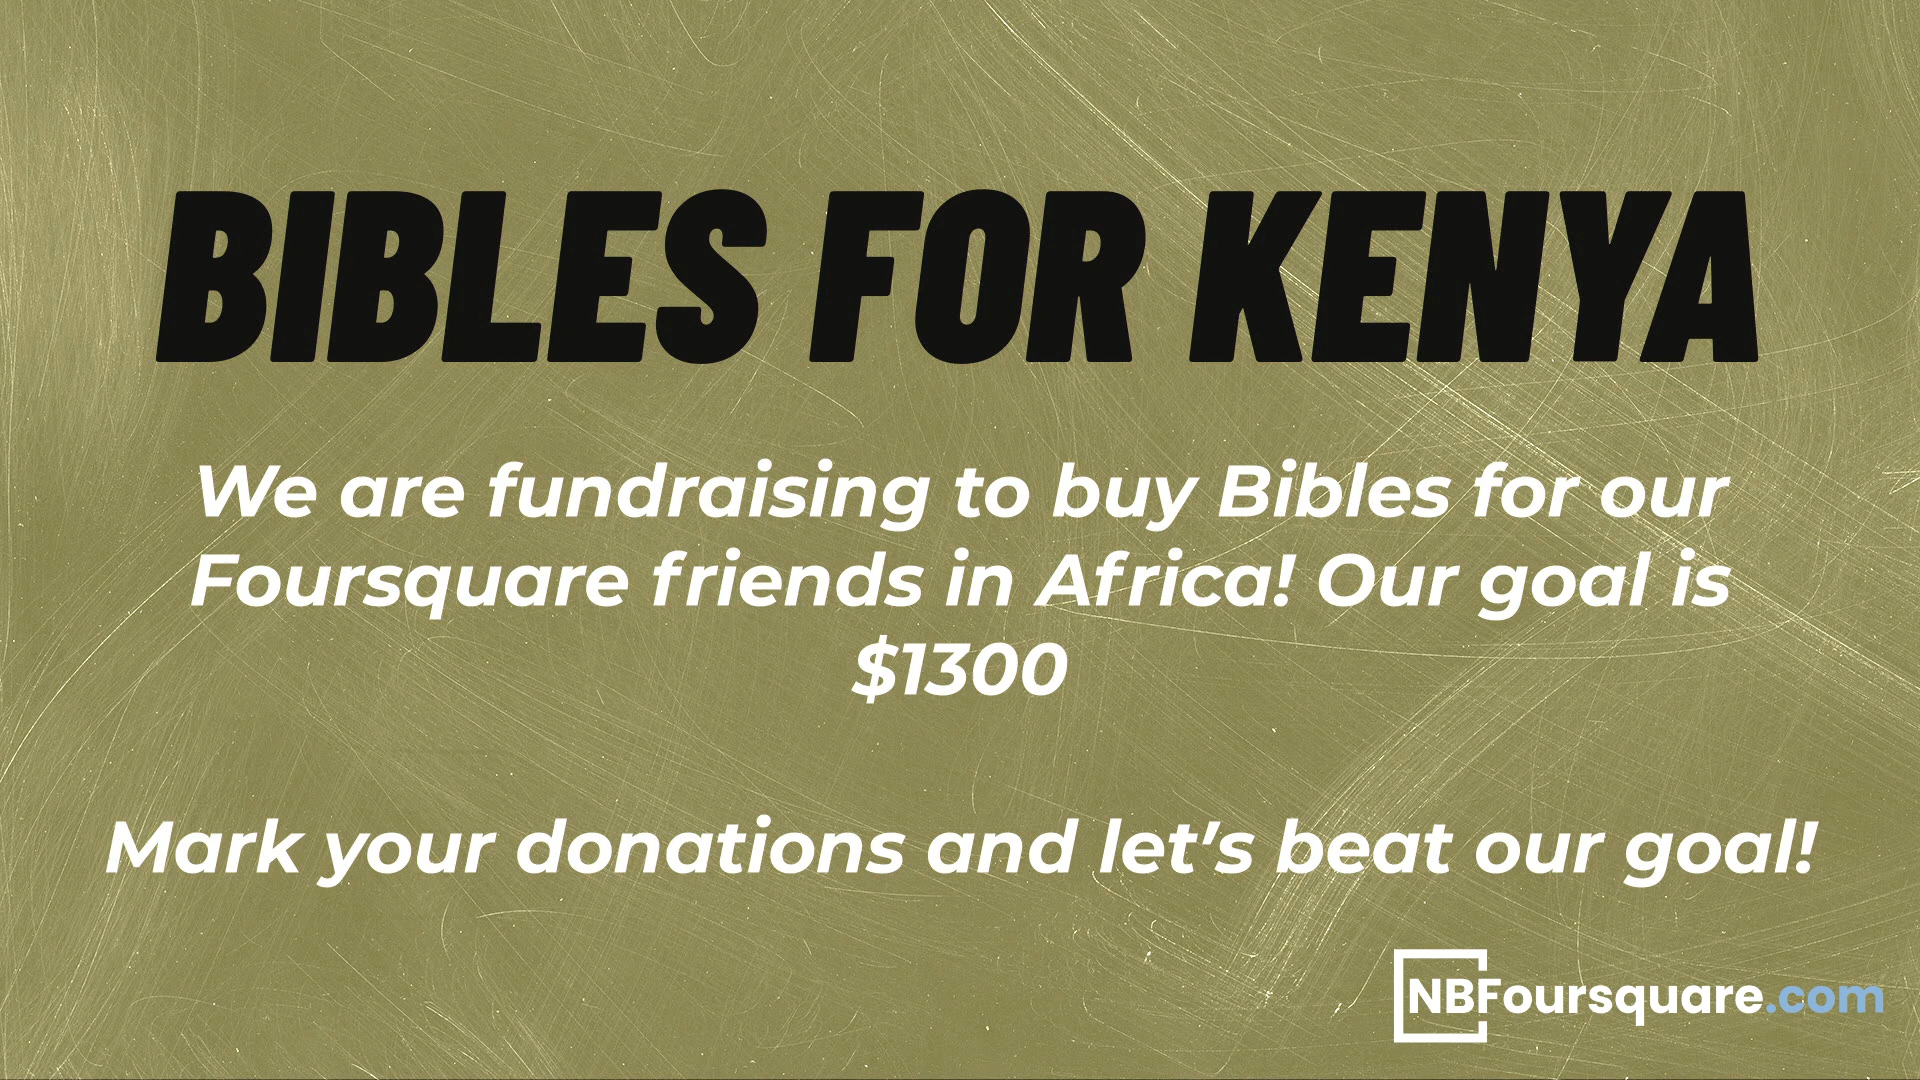 BIBLES FOR KENYA
We are fundraising to buy Bibles for our
Foursquare friends in Africa! Our goal is
$1300
Mark your donations and let's beat our goal!
NBFoursquare.com